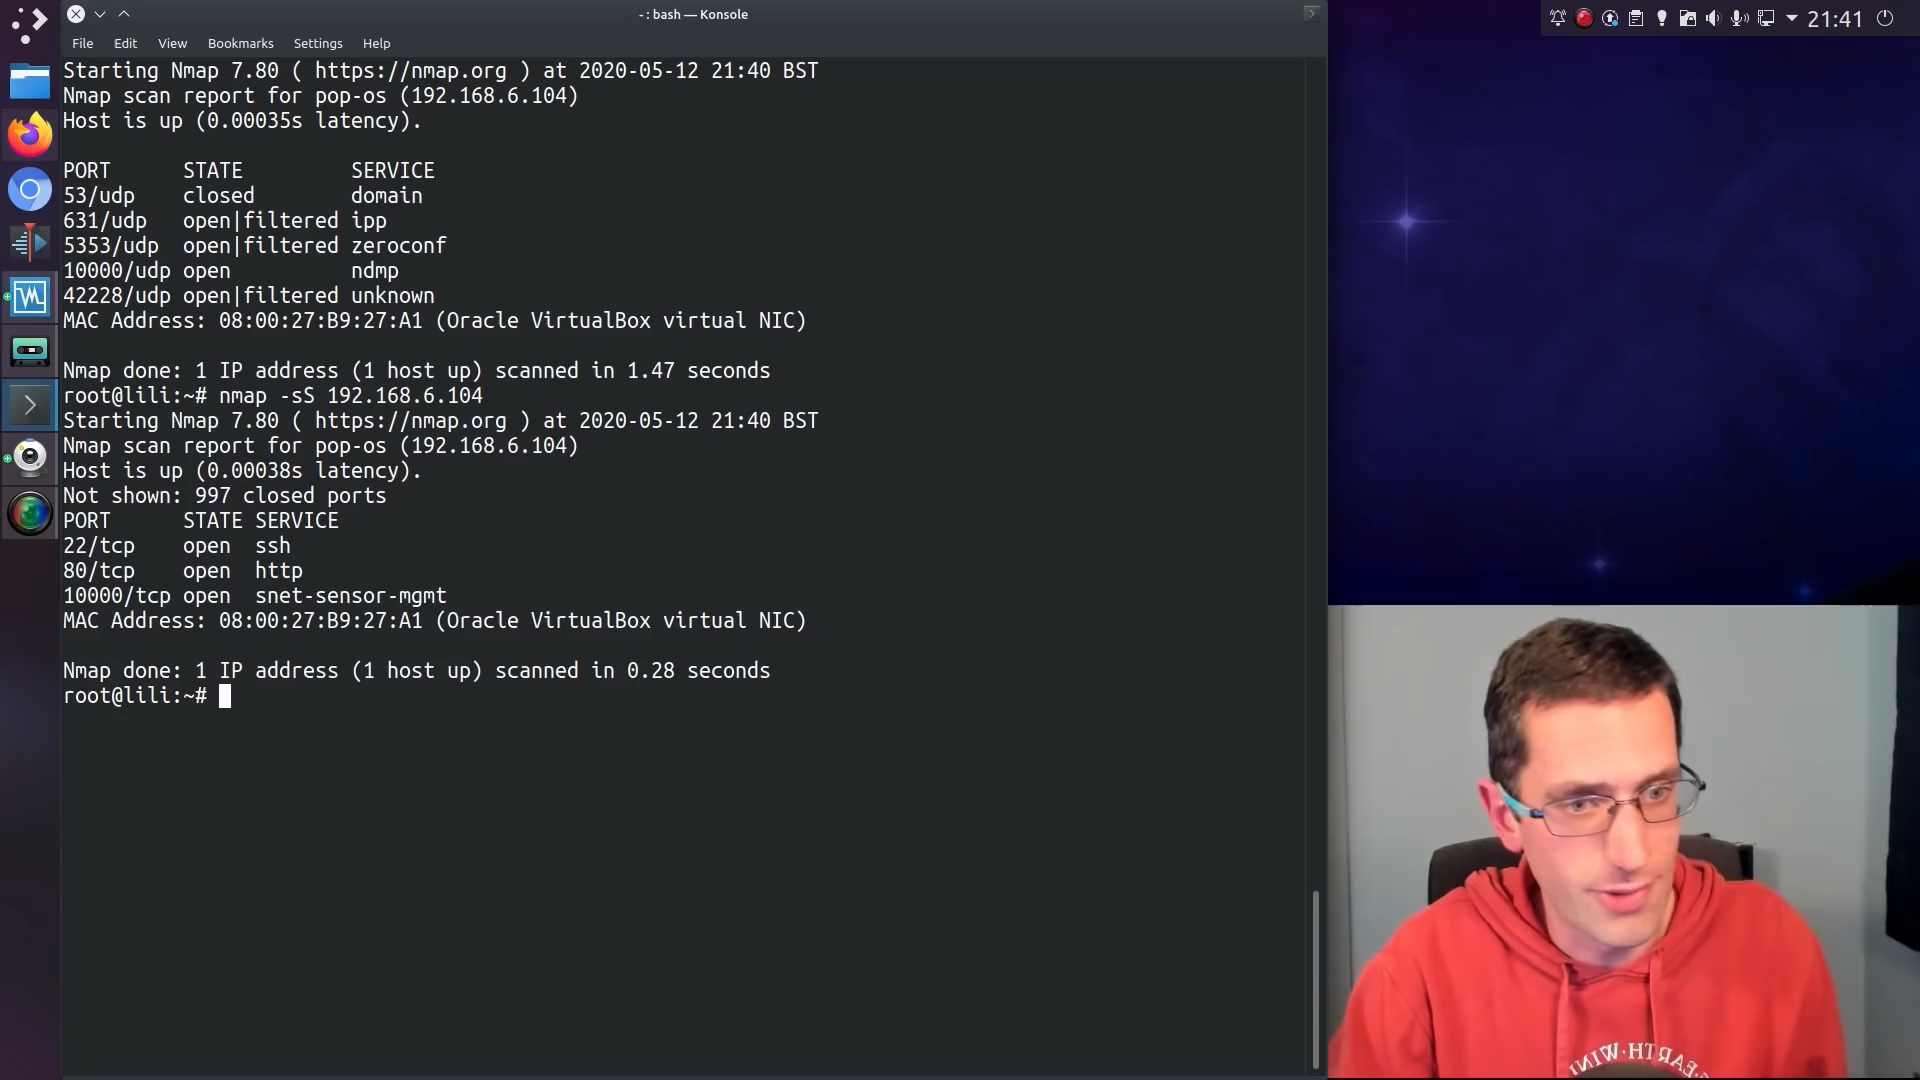 - : bash — Konsole
21:41
File Edit View Bookmarks Settings Help
Starting Nmap 7.80 ( https://nmap.org ) at 2020-05-12 21:40 BST
Nmap scan report for pop-os (192.168.6.104)
Host is up (0.00035s latency).
PORT STATE SERVICE
53/udp closed domain
631/udp open|filtered ipp
5353/udp open|filtered zeroconf
10000/udp open ndmp
42228/udp open|filtered unknown
MAC Address: 08:00:27:B9:27:A1 (Oracle VirtualBox virtual NIC)
Nmap done: 1 IP address (1 host up) scanned in 1.47 seconds
root@lili:~# nmap -sS 192.168.6.104
Starting Nmap 7.80 ( https://nmap.org ) at 2020-05-12 21:40 BST
Nmap scan report for pop-os (192.168.6.104)
Host is up (0.00038s latency).
Not shown: 997 closed ports
PORT STATE SERVICE
22/tcp open ssh
80/tcp open http
10000/tcp open snet-sensor-mgmt
MAC Address: 08:00:27:B9:27:A1 (Oracle VirtualBox virtual NIC)
Nmap done: 1 IP address (1 host up) scanned in 0.28 seconds
root@lili:~#